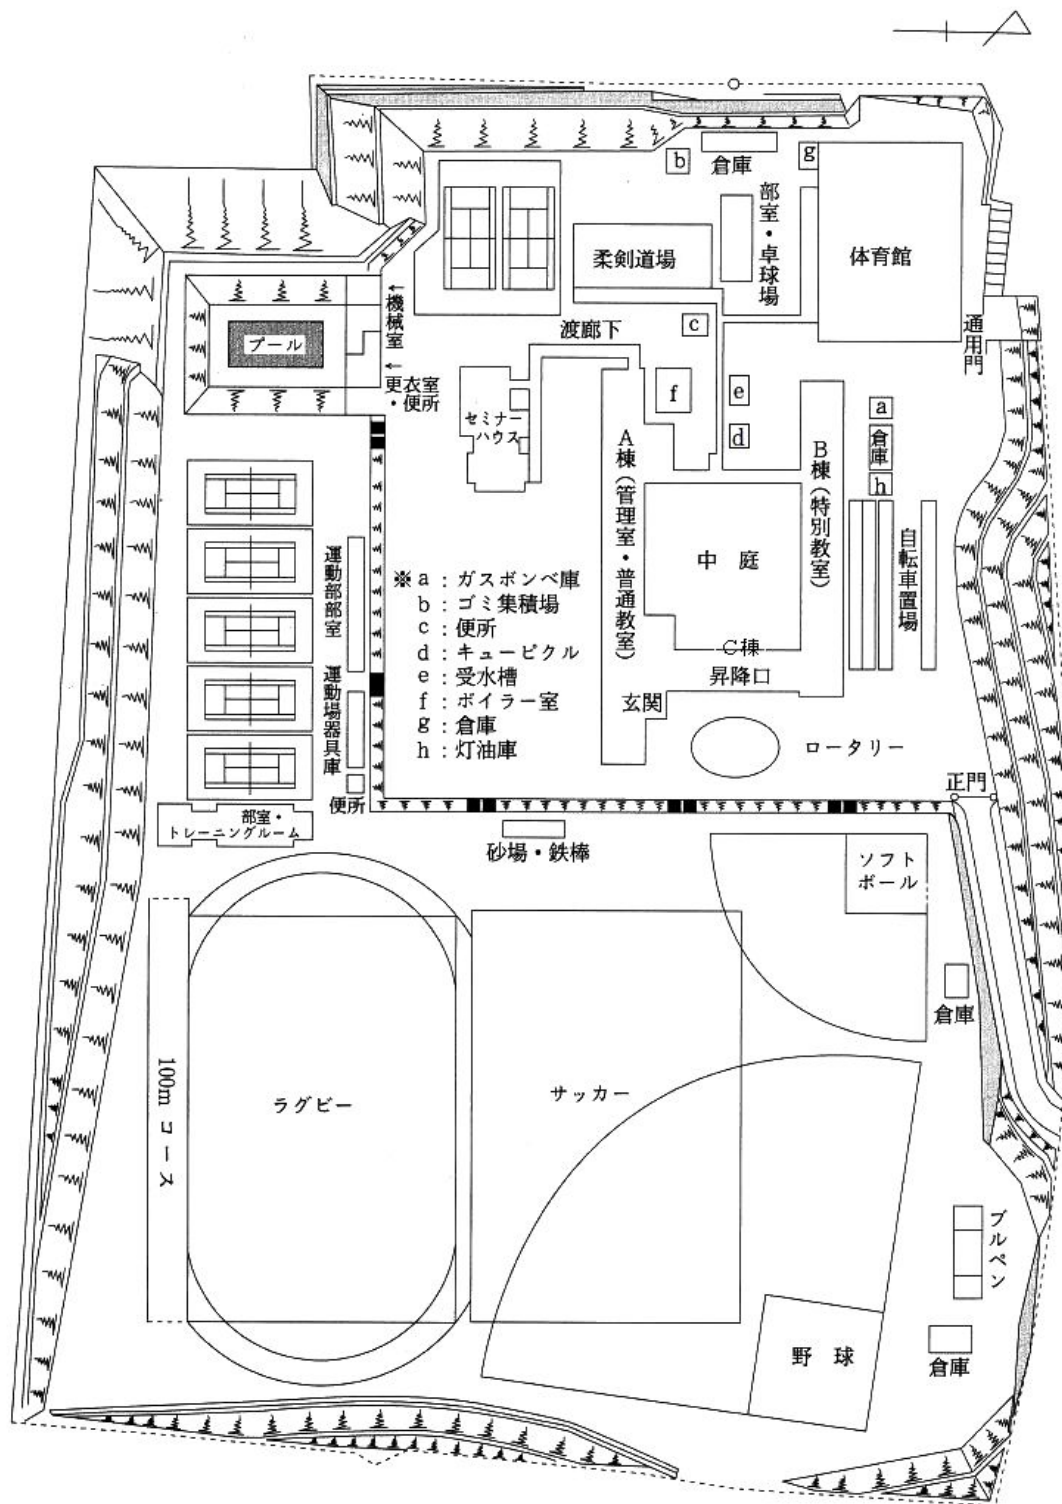 b
倉庫
g
部室・卓球場
体育館
柔剣道場
←機械室
プール
←更衣室・便所
渡廊下
c
通用門
セミナー
ハウス
f
e
d
a
倉庫
h
A棟(管理室・普通教室)
B棟(特別教室)
中 庭
自転車置場
C棟
昇降口
玄関
ロータリー
正門
運動部部室
運動場器具庫
便所
※a：ガスボンベ庫
b：ゴミ集積場
c：便所
d：キュービクル
e：受水槽
f：ボイラー室
g：倉庫
h：灯油庫
部室・
トレーニングルーム
砂場・鉄棒
ソフト
ボール
倉庫
100m コース
ラグビー
サッカー
ブルペン
野 球
倉庫